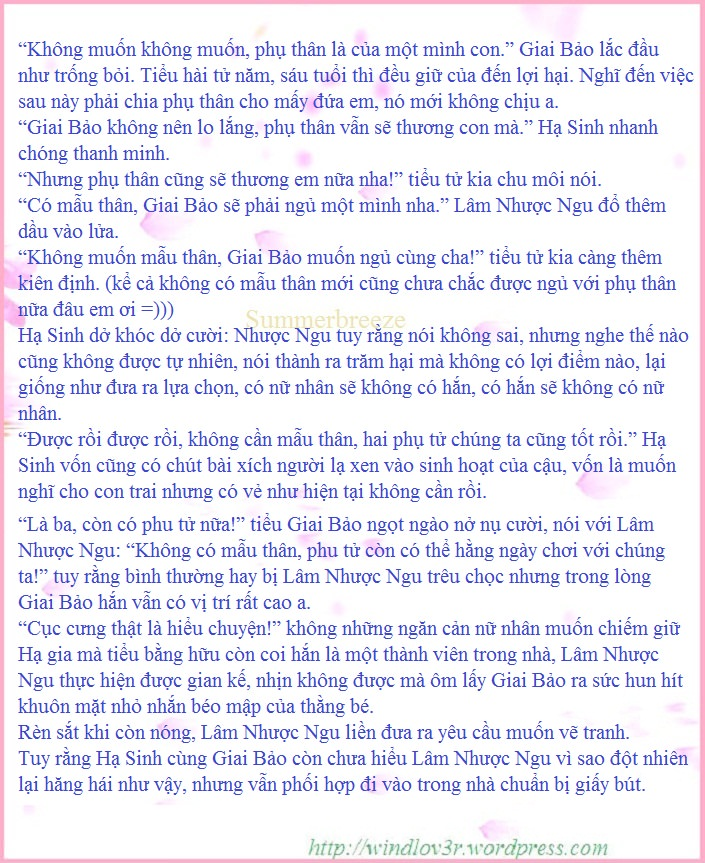 “Không muốn không muốn, phụ thân là của một mình con.” Giai Bảo lắc đầu
như trống bỏi. Tiểu hài tử năm, sáu tuổi thì đều giữ của đến lợi hại. Nghĩ đến việc
sau này phải chia phụ thân cho mấy đứa em, nó mới không chịu a.
“Giai Bảo không nên lo lắng, phụ thân vẫn sẽ thương con mà.” Hạ Sinh nhanh
chóng thanh minh.
“Nhưng phụ thân cũng sẽ thương em nữa nha!” tiểu tử kia chu môi nói.
“Có mẫu thân, Giai Bảo sẽ phải ngủ một mình nha.” Lâm Nhược Ngu đổ thêm
dầu vào lửa.
“Không muốn mẫu thân, Giai Bảo muốn ngủ cùng cha!” tiểu tử kia càng thêm
kiên định. (kể cả không có mẫu thân mới cũng chưa chắc được ngủ với phụ thân
nữa đâu em ơi =)))
Summerbreeze
Hạ Sinh dở khóc dở cười: Nhược Ngu tuy rằng nói không sai, nhưng nghe thế nào
cũng không được tự nhiên, nói thành ra trăm hại mà không có lợi điểm nào, lại
giống như đưa ra lựa chọn, có nữ nhân sẽ không có hắn, có hắn sẽ không có nữ
nhân.
“Được rồi được rồi, không cần mẫu thân, hai phụ tử chúng ta cũng tốt rồi.” Hạ
Sinh vốn cũng có chút bài xích người lạ xen vào sinh hoạt của cậu, vốn là muốn
nghĩ cho con trai nhưng có vẻ như hiện tại không cần rồi.
“Là ba, còn có phu tử nữa!” tiểu Giai Bảo ngọt ngào nở nụ cười, nói với Lâm
Nhược Ngu: “Không có mẫu thân, phu tử còn có thể hằng ngày chơi với chúng
ta!” tuy rằng bình thường hay bị Lâm Nhược Ngu trêu chọc nhưng trong lòng
Giai Bảo hắn vẫn có vị trí rất cao a.
“Cục cưng thật là hiểu chuyện!” không những ngăn cản nữ nhân muốn chiếm giữ
Hạ gia mà tiểu bằng hữu còn coi hắn là một thành viên trong nhà, Lâm Nhược
Ngu thực hiện được gian kế, nhịn không được mà ôm lấy Giai Bảo ra sức hun hít
khuôn mặt nhỏ nhắn béo mập của thằng bé.
Rèn sắt khi còn nóng, Lâm Nhược Ngu liền đưa ra yêu cầu muốn vẽ tranh.
Tuy rằng Hạ Sinh cùng Giai Bảo còn chưa hiểu Lâm Nhược Ngu vì sao đột nhiên
lại hăng hái như vậy, nhưng vẫn phối hợp đi vào trong nhà chuẩn bị giấy bút.
http://windlov3r.wordpress.com